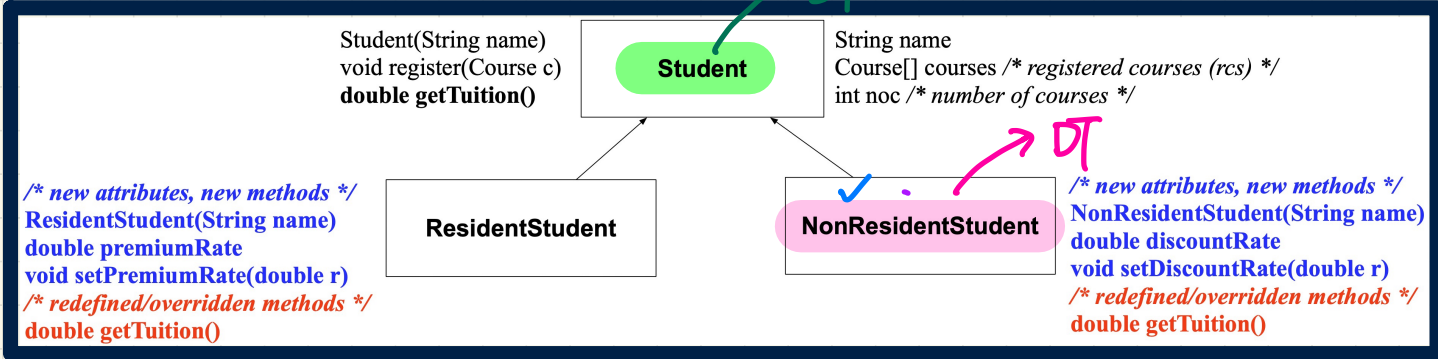 Student(String name)
void register(Course c)
double getTuition()
Student
String name
Course[] courses /* registered courses (rcs) */
int noc /* number of courses */
DT
/* new attributes, new methods */
ResidentStudent(String name)
double premiumRate
void setPremiumRate(double r)
/* redefined/overridden methods */
double getTuition()
ResidentStudent
NonResidentStudent
/* new attributes, new methods */
NonResidentStudent(String name)
double discountRate
void setDiscountRate(double r)
/* redefined/overridden methods */
double getTuition()